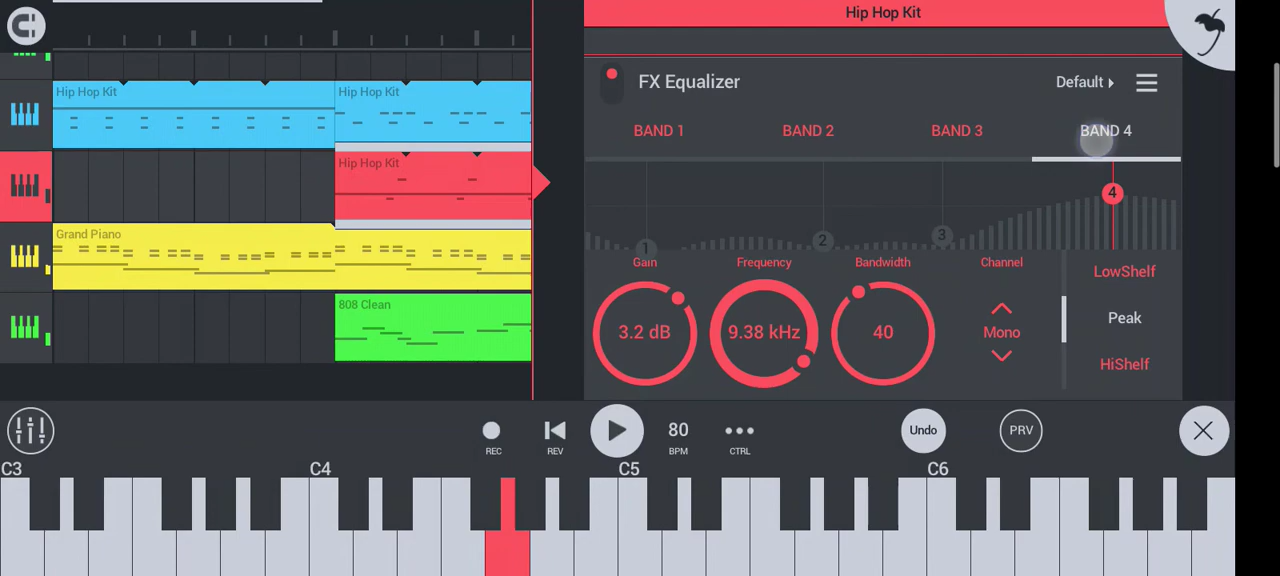 Hip Hop Kit
FX Equalizer
Default
BAND 1
BAND 2
BAND 3
BAND 4
Hip Hop Kit
Hip Hop Kit
Hip Hop Kit
Grand Piano
808 Clean
1
2
3
4
Gain
Frequency
Bandwidth
Channel
3.2 dB
9.38 kHz
40
Mono
LowShelf
Peak
HiShelf
REC
REV
80
BPM
CTRL
Undo
PRV
C3
C4
C5
C6